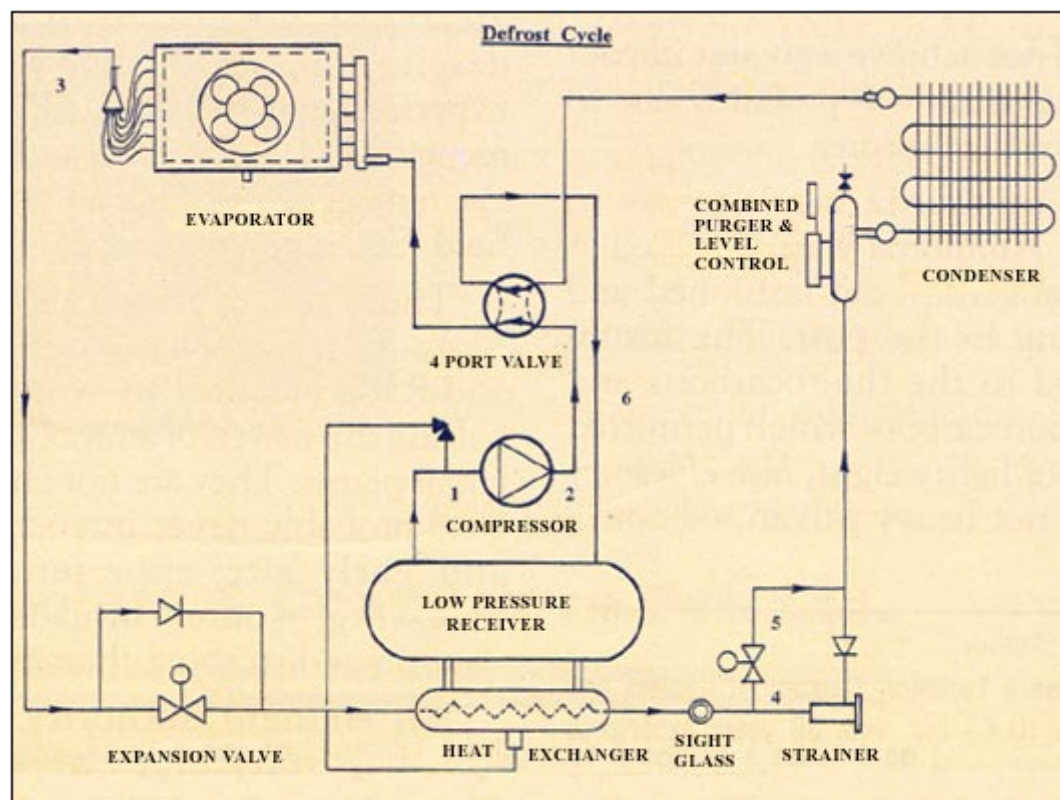 Defrost Cycle
3
EVAPORATOR
COMBINED
PURGER &
LEVEL
CONTROL
CONDENSER
4 PORT VALVE
6
1
2
COMPRESSOR
LOW PRESSURE
RECEIVER
5
4
EXPANSION VALVE
HEAT EXCHANGER
SIGHT
GLASS
STRAINER